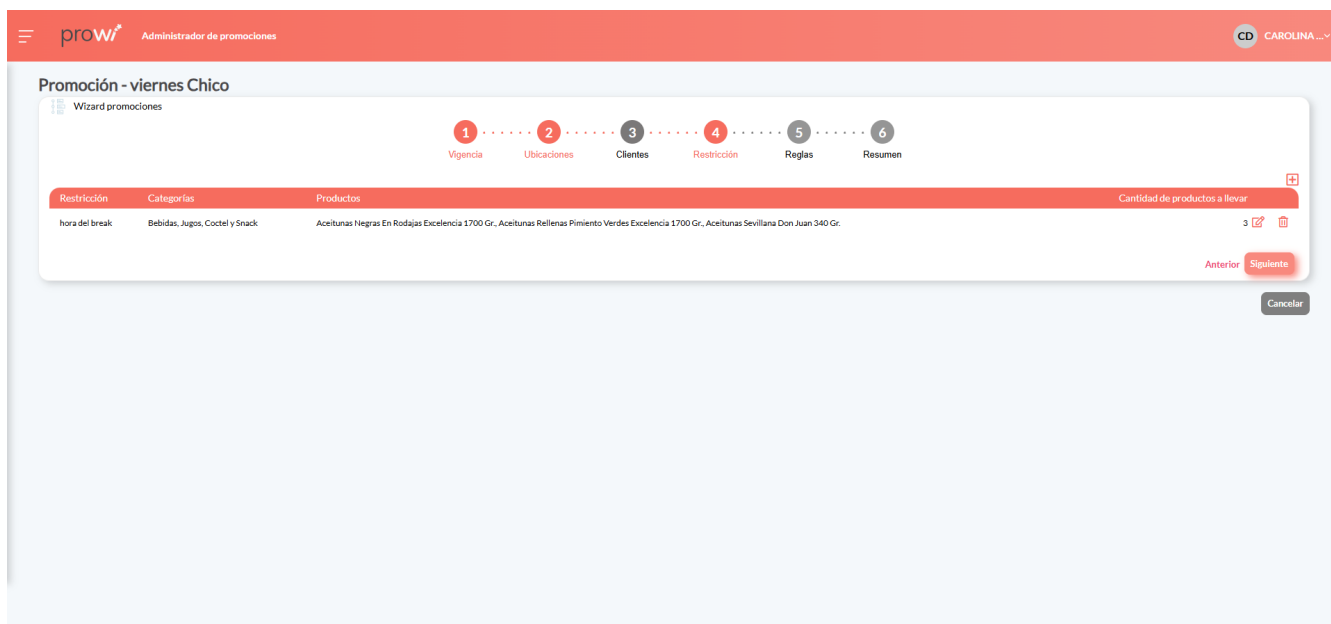 prowi Administrador de promociones CD CAROLINA ...
Promoción - viernes Chico
Wizard promociones
1 2 3 4 5 6
Vigencia Ubicaciones Clientes Restricción Reglas Resumen
Restricción Categorías Productos Cantidad de productos a llevar
hora del break Bebidas, Jugos, Coctel y Snack Aceitunas Negras En Rodajas Excelencia 1700 Gr., Aceitunas Rellenas Pimiento Verdes Excelencia 1700 Gr., Aceitunas Sevillana Don Juan 340 Gr. 3
Anterior Siguiente
Cancelar